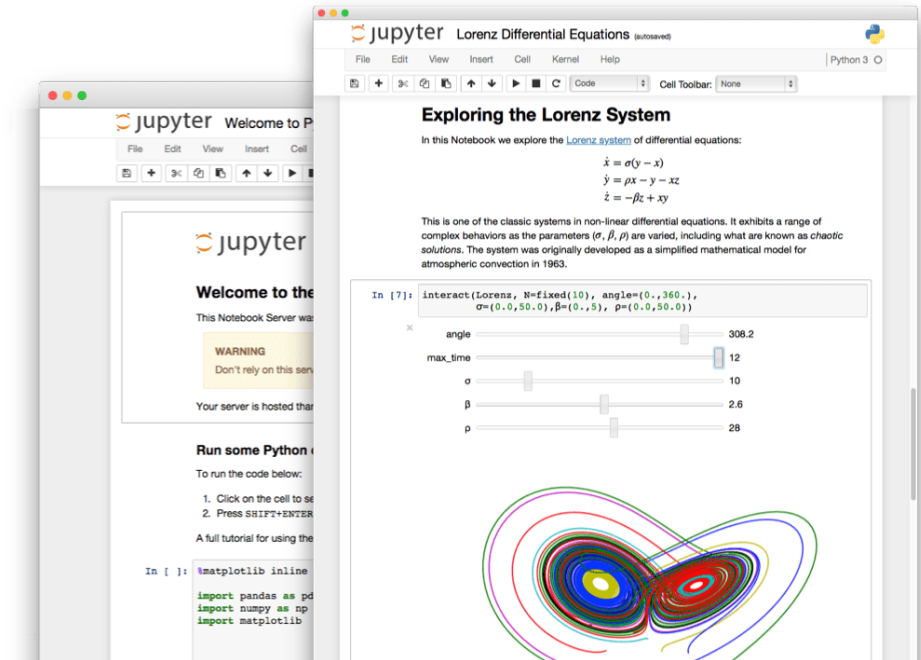 jupyter Lorenz Differential Equations (autosaved)
File Edit View Insert Cell Kernel Help Python 3
Code Cell Toolbar: None
Exploring the Lorenz System
In this Notebook we explore the Lorenz system of differential equations:
ẋ = σ(y − x)
ẏ = ρx − y − xz
ż = −βz + xy
This is one of the classic systems in non-linear differential equations. It exhibits a range of
complex behaviors as the parameters (σ, β, ρ) are varied, including what are known as chaotic
solutions. The system was originally developed as a simplified mathematical model for
atmospheric convection in 1963.
In [7]: interact(Lorenz, N=fixed(10), angle=(0.,360.),
σ=(0.0,50.0),β=(0.,5), ρ=(0.0,50.0))
angle 308.2
max_time 12
σ 10
β 2.6
ρ 28
jupyter Welcome to P
File Edit View Insert Cell
jupyter
Welcome to the
This Notebook Server was
WARNING
Don't rely on this serv
Your server is hosted than
Run some Python
To run the code below:
1. Click on the cell to se
2. Press SHIFT+ENTER
A full tutorial for using the
In [ ]: %matplotlib inline
import pandas as pd
import numpy as np
import matplotlib